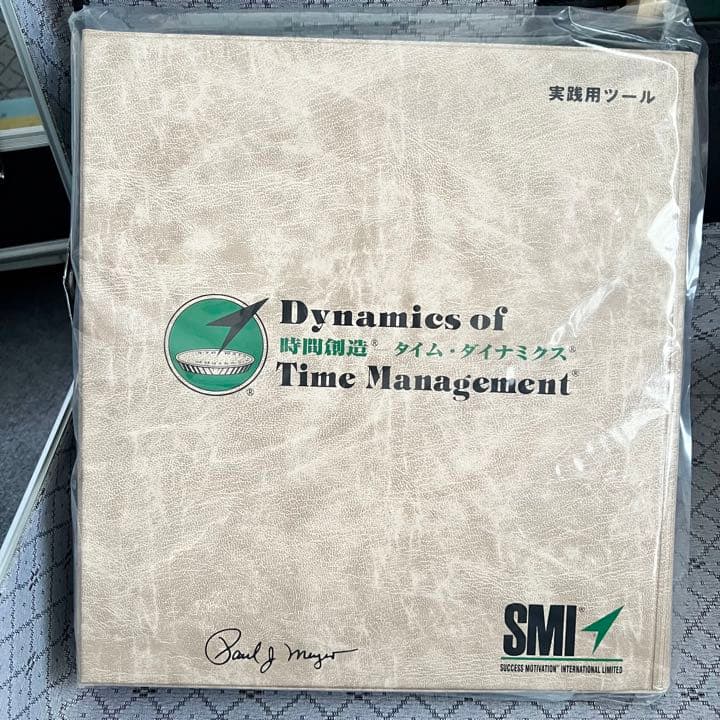 実践用ツール
Dynamics of
時間創造® タイム・ダイナミクス®
Time Management®
®
Paul J Meyer
SMI®
SUCCESS MOTIVATION® INTERNATIONAL LIMITED